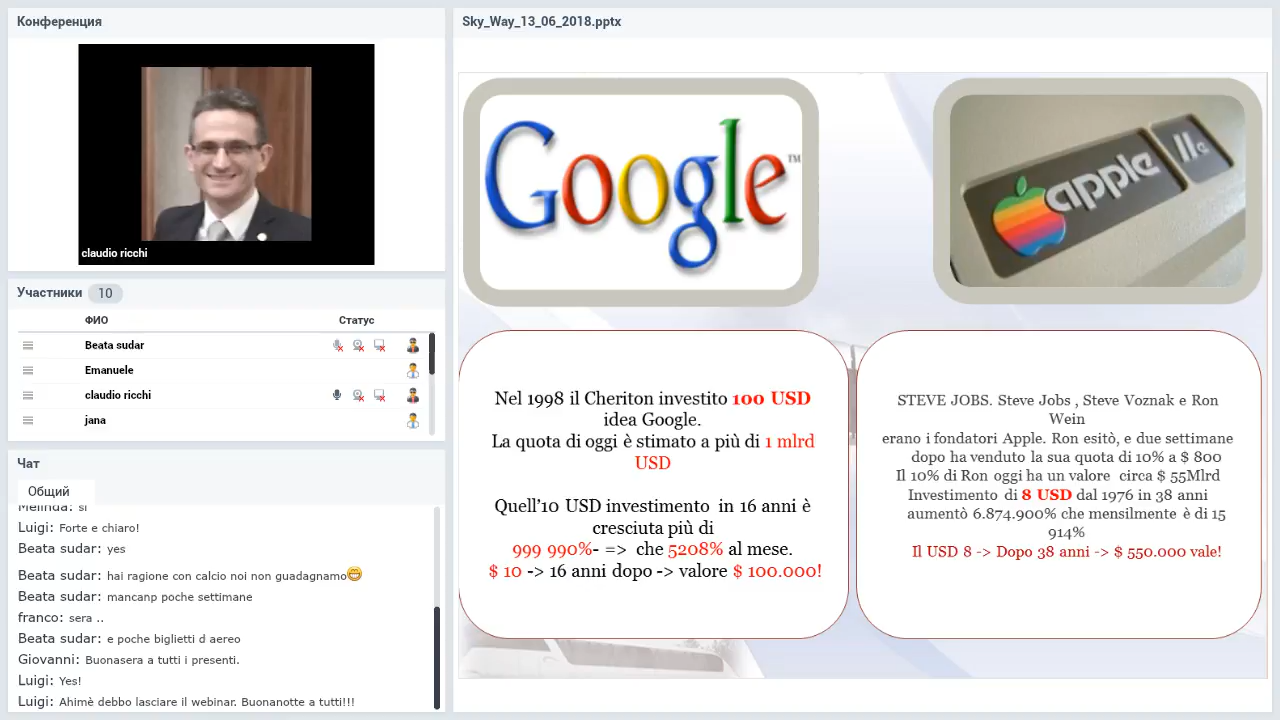 Конференция
claudio ricchi
Участники 10
ФИО Статус
Beata sudar
Emanuele
claudio ricchi
jana
Чат
Общий
Melinda: si
Luigi: Forte e chiaro!
Beata sudar: yes
Beata sudar: hai ragione con calcio noi non guadagnamo😁
Beata sudar: mancanp poche settimane
franco: sera ..
Beata sudar: e poche biglietti d aereo
Giovanni: Buonasera a tutti i presenti.
Luigi: Yes!
Luigi: Ahimè debbo lasciare il webinar. Buonanotte a tutti!!!
Sky_Way_13_06_2018.pptx
Google™
apple
Nel 1998 il Cheriton investito 100 USD
idea Google.
La quota di oggi è stimato a più di 1 mlrd
USD
Quell'10 USD investimento in 16 anni è
cresciuta più di
999 990%- => che 5208% al mese.
$ 10 -> 16 anni dopo -> valore $ 100.000!
STEVE JOBS. Steve Jobs , Steve Voznak e Ron
Wein
erano i fondatori Apple. Ron esitò, e due settimane
dopo ha venduto la sua quota di 10% a $ 800
Il 10% di Ron oggi ha un valore circa $ 55Mlrd
Investimento di 8 USD dal 1976 in 38 anni
aumentò 6.874.900% che mensilmente è di 15
914%
Il USD 8 -> Dopo 38 anni -> $ 550.000 vale!